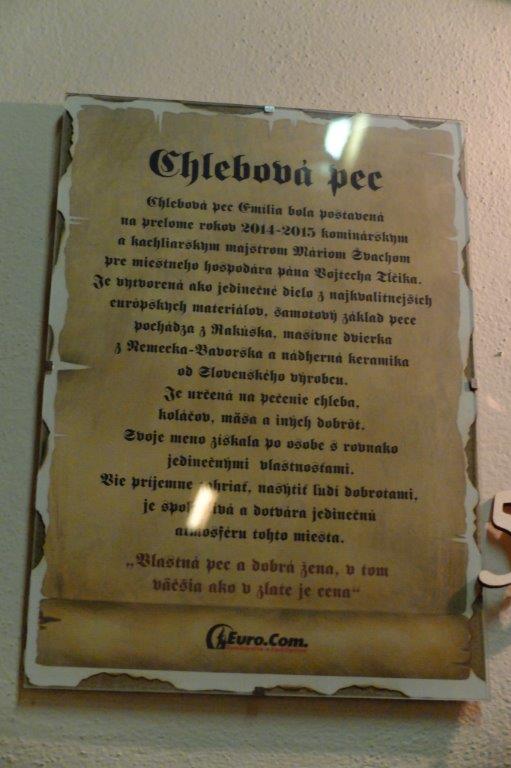 Chlebová pec
Chlebová pec Emília bola postavená
na prelome rokov 2014-2015 kominárskym
a kachliarskym majstrom Máriom Švachom
pre miestneho hospodára pána Vojtecha Tlčika.
Je vytvorená ako jedinečné dielo z najkvalitnejších
európskych materiálov, šamotový základ pece
pochádza z Rakúska, masívne dvierka
z Nemecka-Bavorska a nádherná keramika
od Slovenského výrobcu.
Je určená na pečenie chleba,
koláčov, mäsa a iných dobrôt.
Svoje meno získala po osobe s rovnako
jedinečnými vlastnosťami.
Vie príjemne nasýtiť ľudí dobrotami,
je a dotvára jedinečnú
atmosféru tohto miesta.
„Vlastná pec a dobrá žena, v tom
väčšia ako v zlate je cena“
Euro.Com.